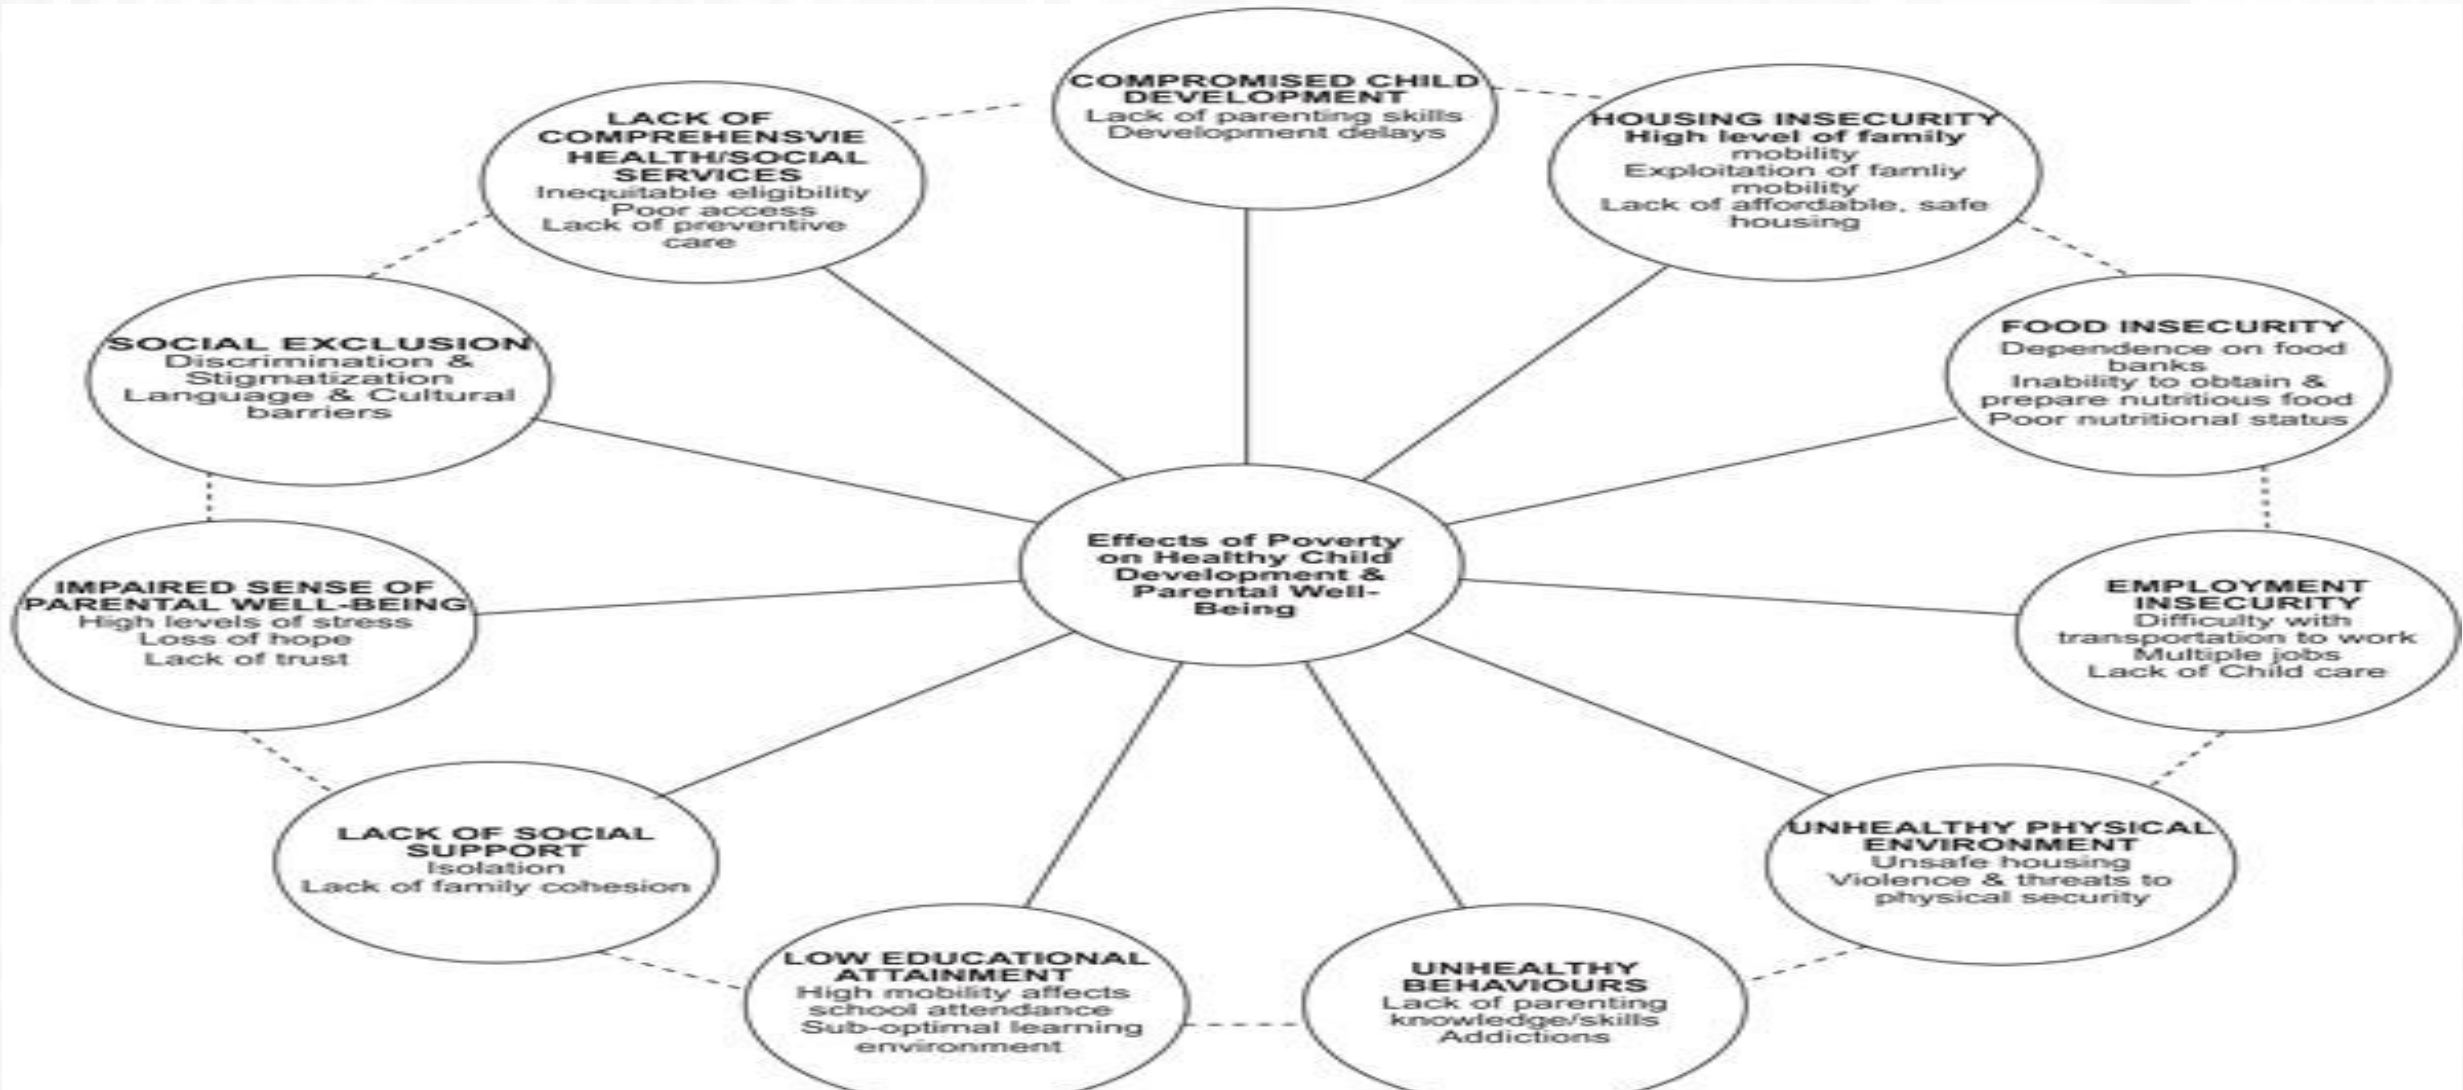 COMPROMISED CHILD
DEVELOPMENT
Lack of parenting skills
Development delays
HOUSING INSECURITY
High level of family
mobility
Exploitation of famliy
mobility
Lack of affordable, safe
housing
FOOD INSECURITY
Dependence on food
banks
Inability to obtain &
prepare nutritious food
Poor nutritional status
EMPLOYMENT
INSECURITY
Difficulty with
transportation to work
Multiple jobs
Lack of Child care
UNHEALTHY PHYSICAL
ENVIRONMENT
Unsafe housing
Violence & threats to
physical security
UNHEALTHY
BEHAVIOURS
Lack of parenting
knowledge/skills
Addictions
LOW EDUCATIONAL
ATTAINMENT
High mobility affects
school attendance
Sub-optimal learning
environment
LACK OF SOCIAL
SUPPORT
Isolation
Lack of family cohesion
IMPAIRED SENSE OF
PARENTAL WELL-BEING
High levels of stress
Loss of hope
Lack of trust
SOCIAL EXCLUSION
Discrimination &
Stigmatization
Language & Cultural
barriers
LACK OF
COMPREHENSVIE
HEALTH/SOCIAL
SERVICES
Inequitable eligibility
Poor access
Lack of preventive
care
Effects of Poverty
on Healthy Child
Development &
Parental Well-
Being